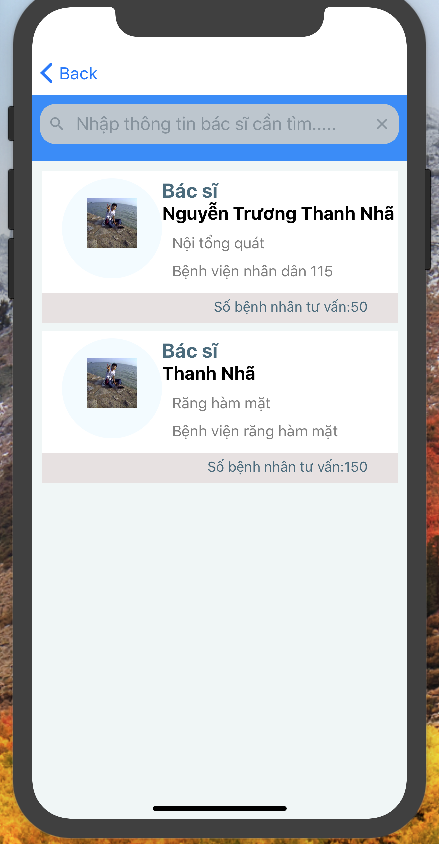 Back
Nhập thông tin bác sĩ cần tìm.....
Bác sĩ
Nguyễn Trương Thanh Nhã
Nội tổng quát
Bệnh viện nhân dân 115
Số bệnh nhân tư vấn:50
Bác sĩ
Thanh Nhã
Răng hàm mặt
Bệnh viện răng hàm mặt
Số bệnh nhân tư vấn:150